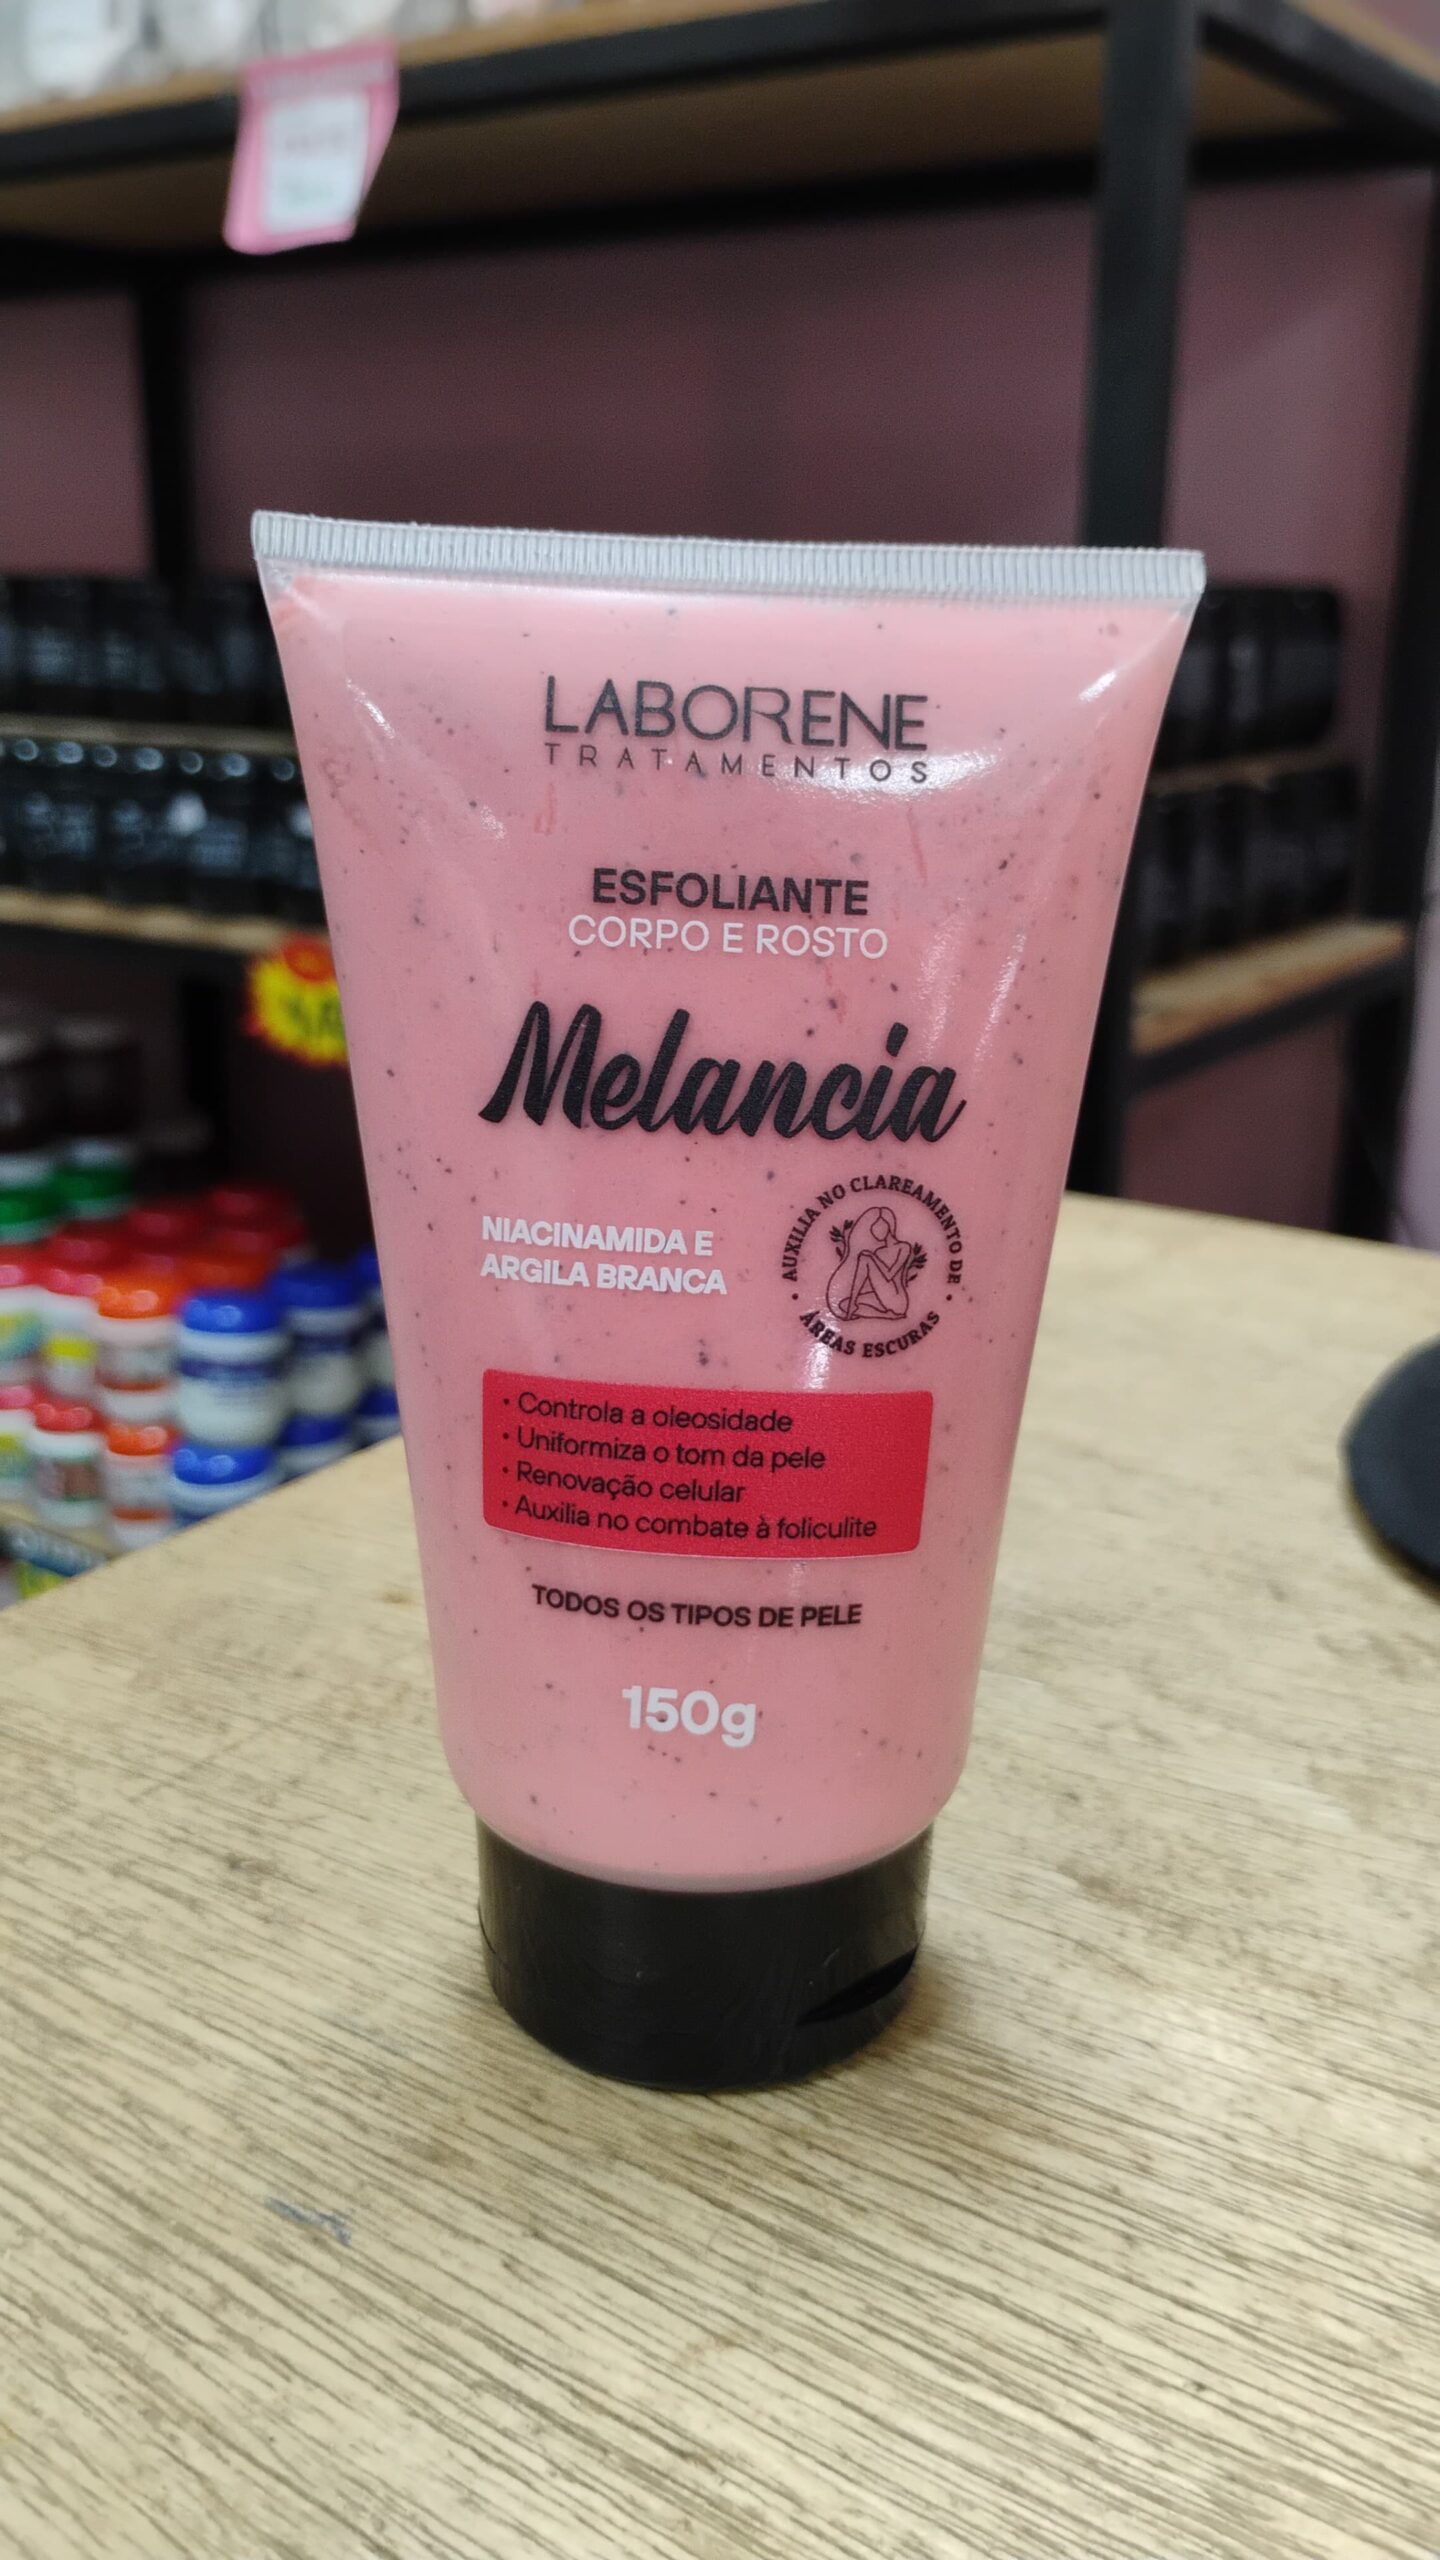 LABORENE
TRATAMENTOS
ESFOLIANTE
CORPO E ROSTO
Melancia
NIACINAMIDA E
ARGILA BRANCA
• AUXILIA NO CLAREAMENTO DE •
ÁREAS ESCURAS
• Controla a oleosidade
• Uniformiza o tom da pele
• Renovação celular
• Auxilia no combate à foliculite
TODOS OS TIPOS DE PELE
150g